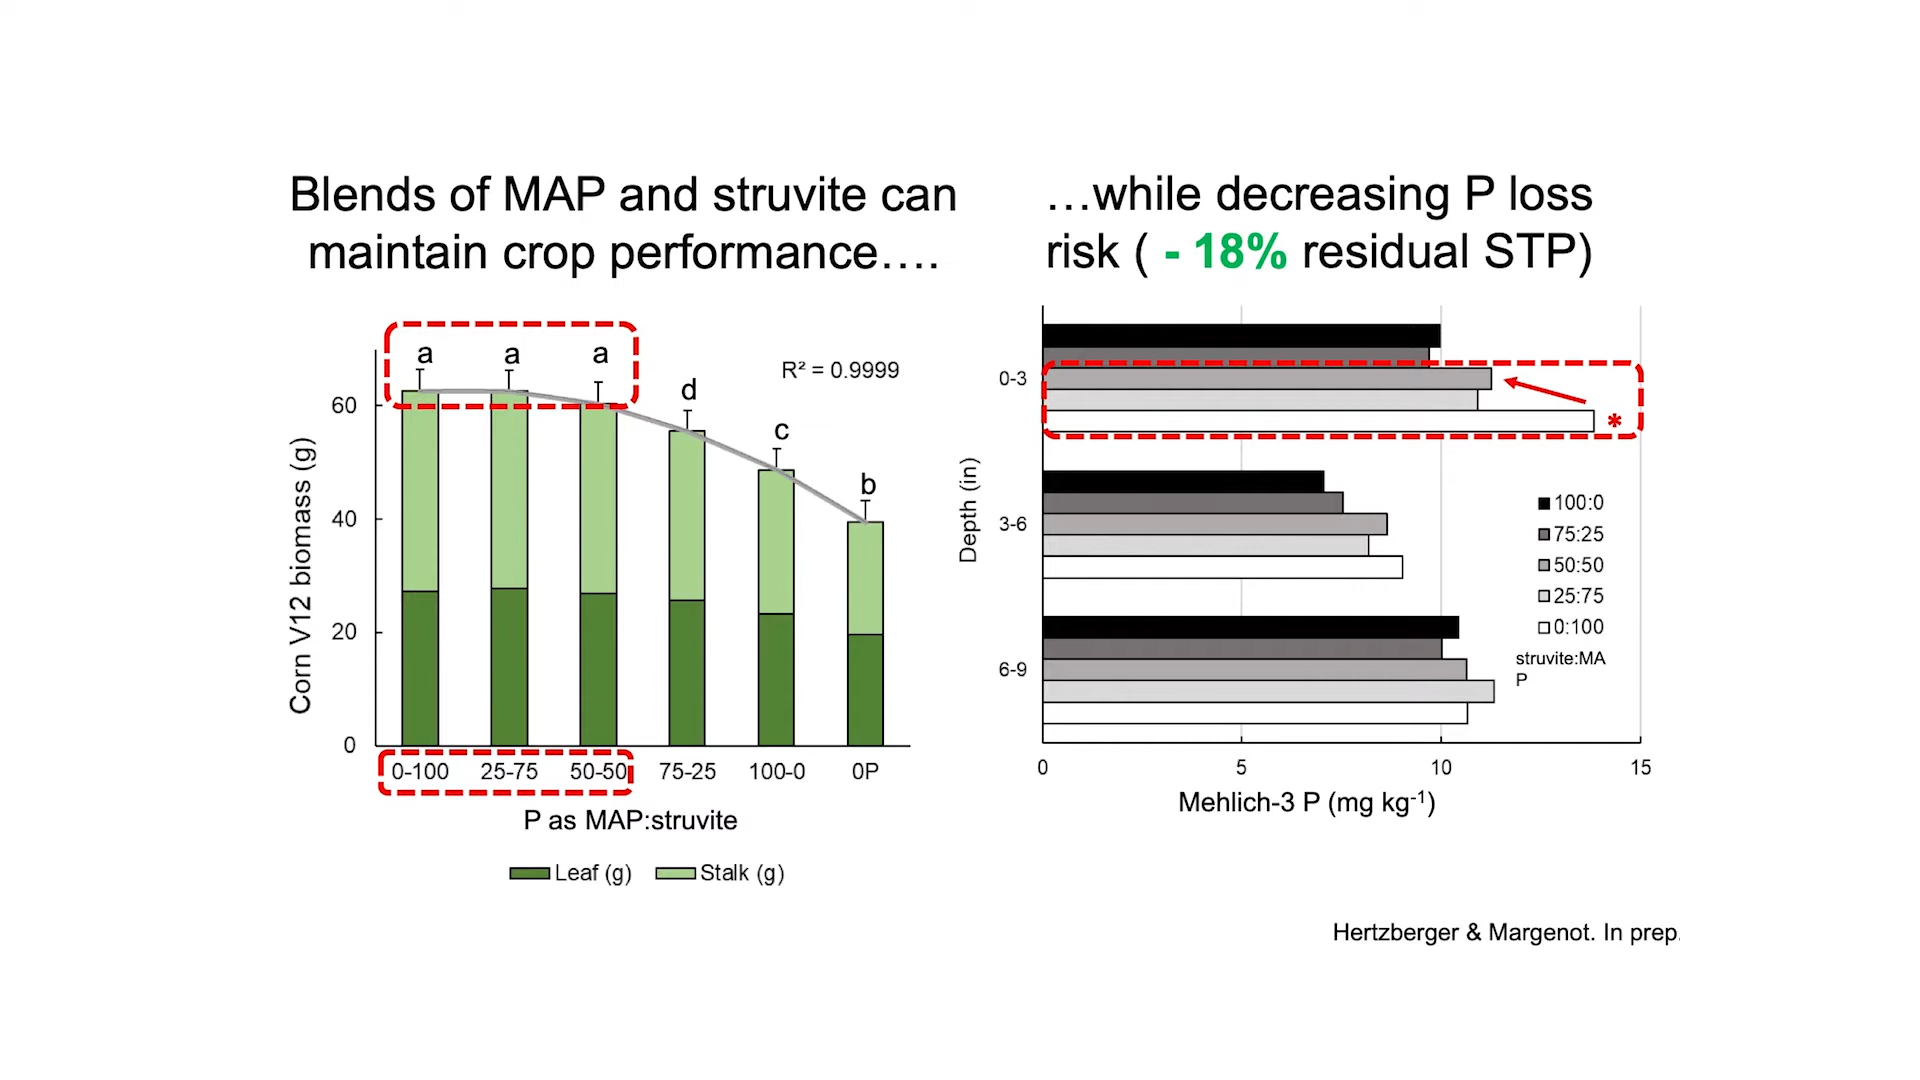 Blends of MAP and struvite can
maintain crop performance….
a a a d c b
R² = 0.9999
60
40
20
0
Corn V12 biomass (g)
0-100 25-75 50-50 75-25 100-0 0P
P as MAP:struvite
Leaf (g) Stalk (g)
…while decreasing P loss
risk ( - 18% residual STP)
0-3
*
3-6
6-9
Depth (in)
100:0
75:25
50:50
25:75
0:100
struvite:MA
P
0 5 10 15
Mehlich-3 P (mg kg-1)
Hertzberger & Margenot. In prep.